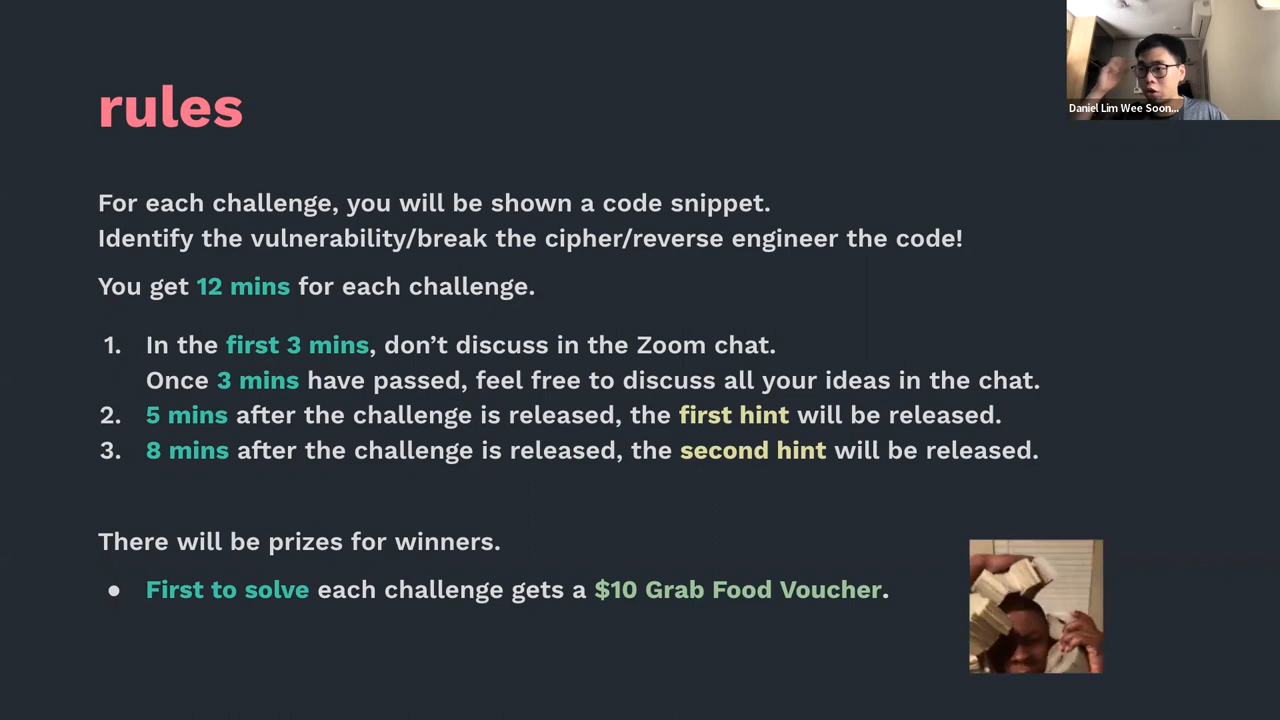 Daniel Lim Wee Soon...
rules
For each challenge, you will be shown a code snippet.
Identify the vulnerability/break the cipher/reverse engineer the code!
You get 12 mins for each challenge.
1. In the first 3 mins, don’t discuss in the Zoom chat.
Once 3 mins have passed, feel free to discuss all your ideas in the chat.
2. 5 mins after the challenge is released, the first hint will be released.
3. 8 mins after the challenge is released, the second hint will be released.
There will be prizes for winners.
● First to solve each challenge gets a $10 Grab Food Voucher.